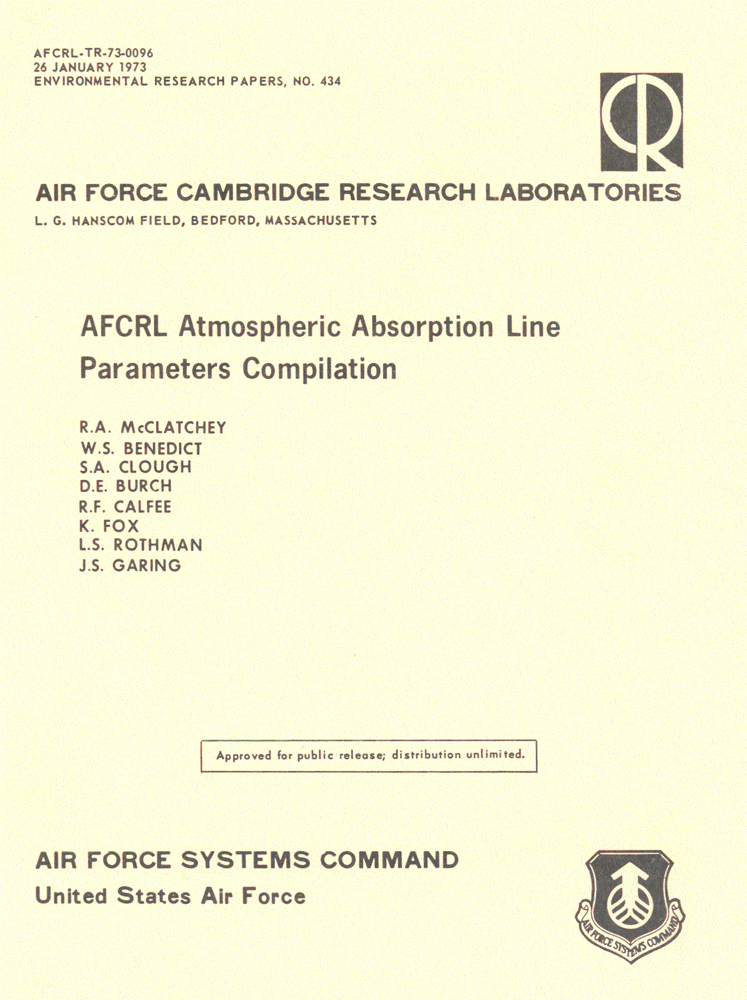 AFCRL-TR-73-0096
26 JANUARY 1973
ENVIRONMENTAL RESEARCH PAPERS, NO. 434
CR
AIR FORCE CAMBRIDGE RESEARCH LABORATORIES
L. G. HANSCOM FIELD, BEDFORD, MASSACHUSETTS
AFCRL Atmospheric Absorption Line
Parameters Compilation
R.A. McCLATCHEY
W.S. BENEDICT
S.A. CLOUGH
D.E. BURCH
R.F. CALFEE
K. FOX
L.S. ROTHMAN
J.S. GARING
Approved for public release; distribution unlimited.
AIR FORCE SYSTEMS COMMAND
United States Air Force
AIR FORCE SYSTEMS COMMAND